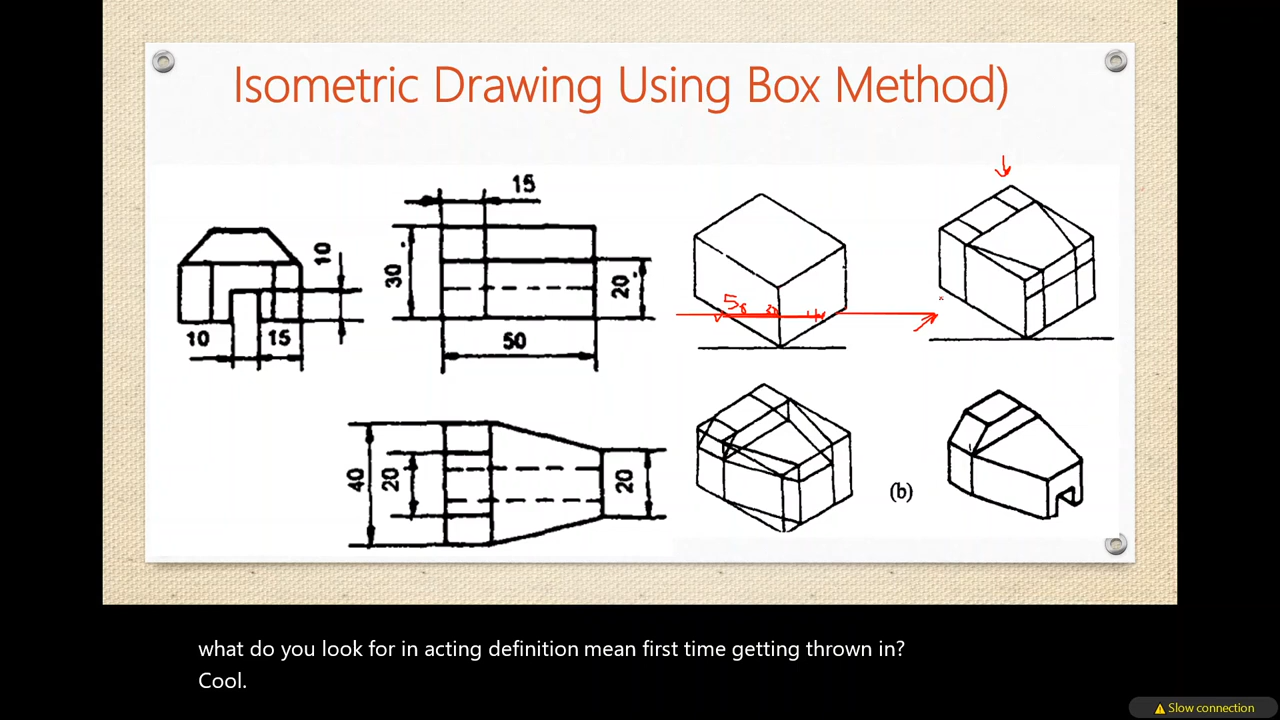 Isometric Drawing Using Box Method)
15
10
30
20
10
15
50
40
20
20
(b)
what do you look for in acting definition mean first time getting thrown in?
Cool.
Slow connection